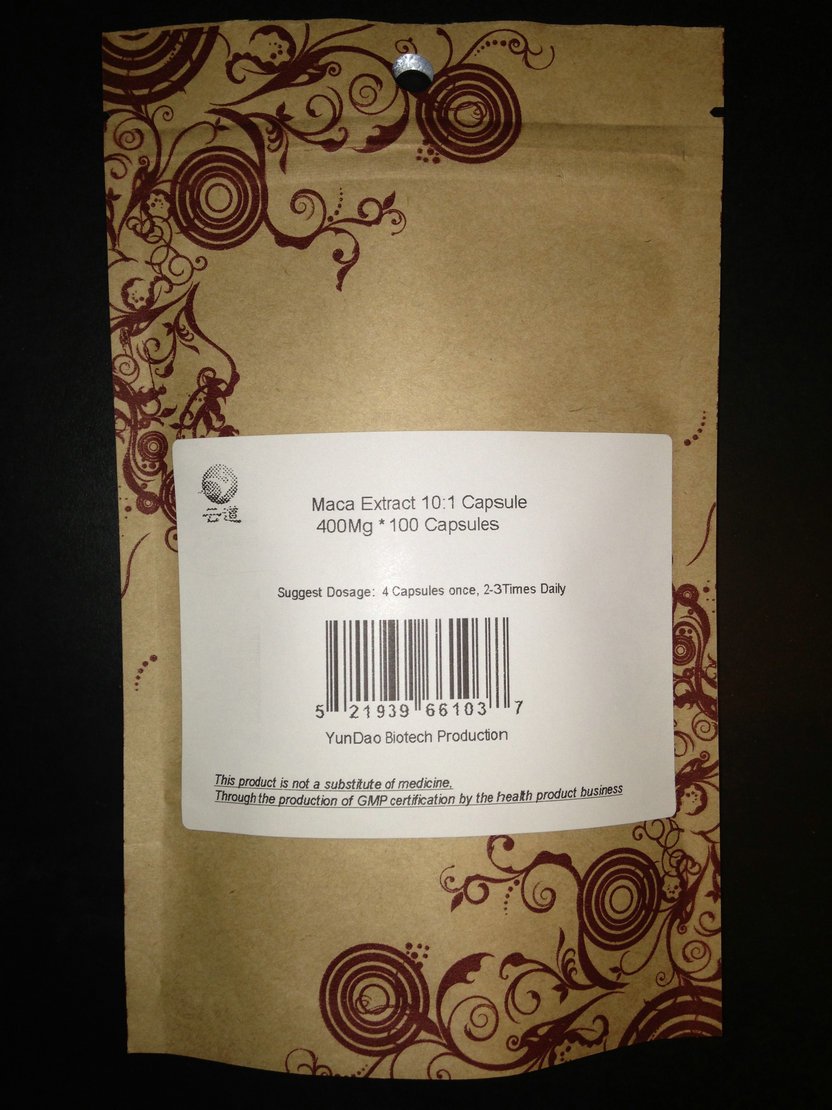 云道
Maca Extract 10:1 Capsule
400Mg * 100 Capsules
Suggest Dosage: 4 Capsules once, 2-3Times Daily
5 21939 66103 7
YunDao Biotech Production
This product is not a substitute of medicine,
Through the production of GMP certification by the health product business